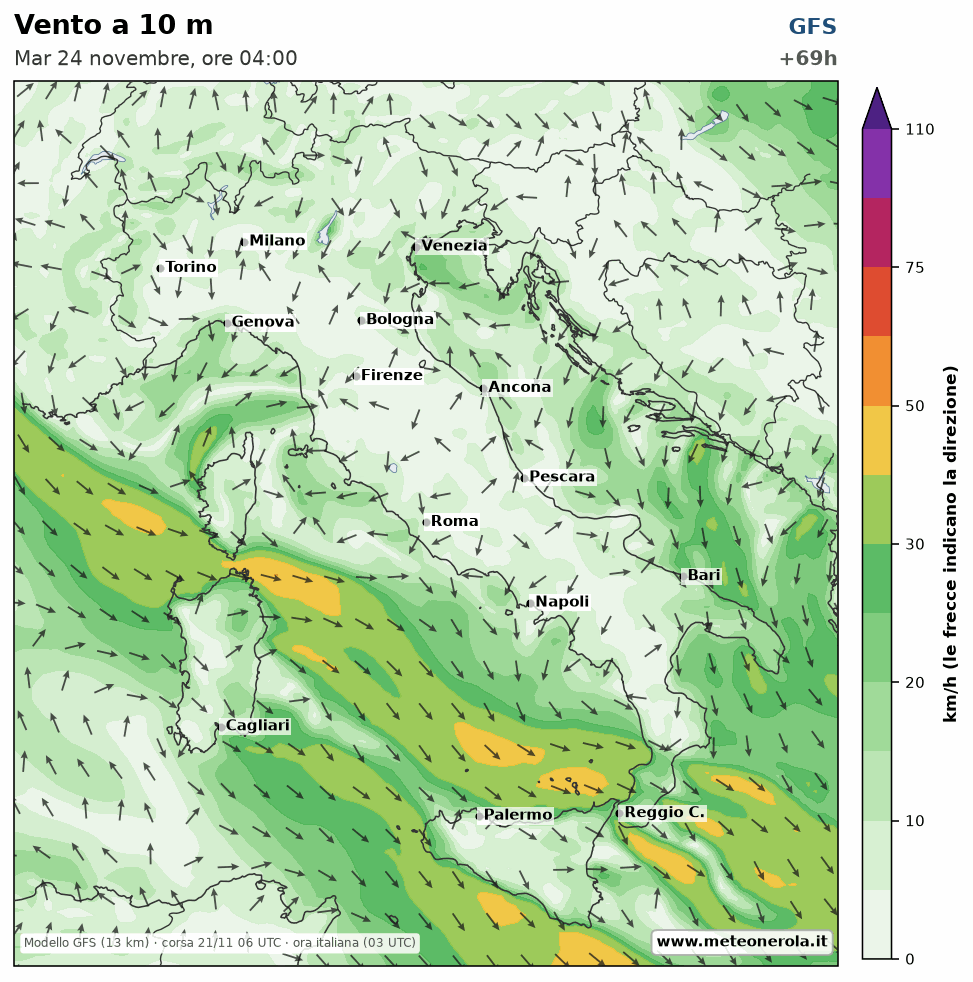 Vento a 10 m
GFS
Mar 24 novembre, ore 04:00
+69h
110
75
50
30
20
10
0
km/h (le frecce indicano la direzione)
Milano
Venezia
Torino
Genova
Bologna
Firenze
Ancona
Pescara
Roma
Bari
Napoli
Cagliari
Palermo
Reggio C.
Modello GFS (13 km) · corsa 21/11 06 UTC · ora italiana (03 UTC)
www.meteonerola.it